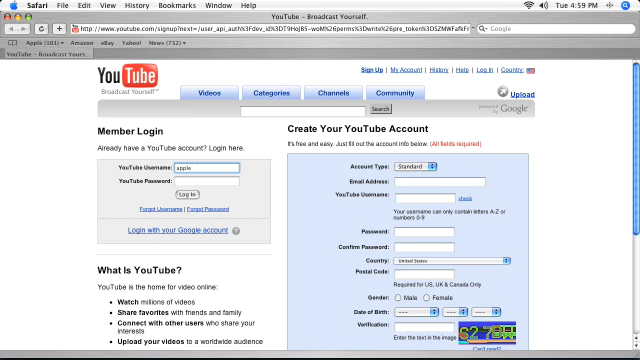 Safari File Edit View History Bookmarks Window Help
Tue 4:59 PM
YouTube – Broadcast Yourself.
Google
Apple (301) Amazon eBay Yahoo! News (732)
YouTube – Broadcast Yours...
YouTube
Broadcast Yourself™
Sign Up | My Account | History | Help | Log In | Country:
Videos Categories Channels Community
Upload
Search
powered by Google
Member Login
Already have a YouTube account? Login here.
YouTube Username: apple
YouTube Password:
Log In
Forgot Username | Forgot Password
Login with your Google account ?
What Is YouTube?
YouTube is the home for video online:
• Watch millions of videos
• Share favorites with friends and family
• Connect with other users who share your
interests
• Upload your videos to a worldwide audience
Create Your YouTube Account
It's free and easy. Just fill out the account info below. (All fields required)
Account Type: Standard
Email Address:
YouTube Username: check
Your username can only contain letters A-Z or
numbers 0-9
Password:
Confirm Password:
Country: United States
Postal Code:
Required for US, UK & Canada Only
Gender: Male Female
Date of Birth: --- --- ---
Verification:
Enter the text in the image
Can't read?